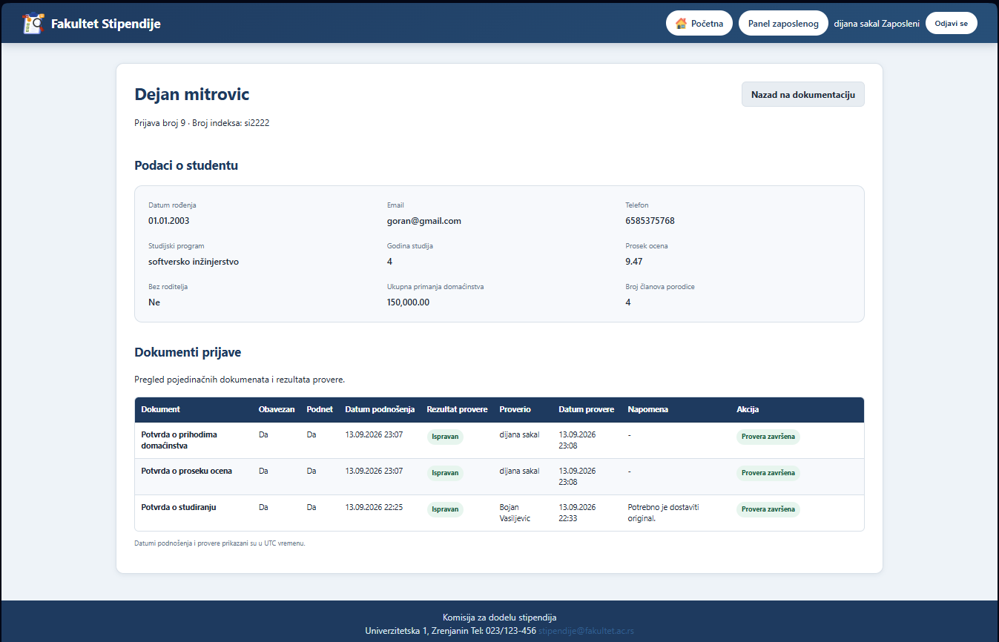 Fakultet Stipendije
Početna
Panel zaposlenog
dijana sakal Zaposleni
Odjavi se
Dejan mitrovic
Nazad na dokumentaciju
Prijava broj 9 · Broj indeksa: si2222
Podaci o studentu
Datum rođenja
01.01.2003
Email
goran@gmail.com
Telefon
6585375768
Studijski program
softversko inžinjerstvo
Godina studija
4
Prosek ocena
9.47
Bez roditelja
Ne
Ukupna primanja domaćinstva
150,000.00
Broj članova porodice
4
Dokumenti prijave
Pregled pojedinačnih dokumenata i rezultata provere.
Dokument Obavezan Podnet Datum podnošenja Rezultat provere Proverio Datum provere Napomena Akcija
Potvrda o prihodima domaćinstva Da Da 13.09.2026 23:07 Ispravan dijana sakal 13.09.2026 23:08 - Provera završena
Potvrda o proseku ocena Da Da 13.09.2026 23:07 Ispravan dijana sakal 13.09.2026 23:08 - Provera završena
Potvrda o studiranju Da Da 13.09.2026 22:25 Ispravan Bojan Vasiljevic 13.09.2026 22:33 Potrebno je dostaviti original. Provera završena
Datumi podnošenja i provere prikazani su u UTC vremenu.
Komisija za dodelu stipendija
Univerzitetska 1, Zrenjanin Tel: 023/123-456 stipendije@fakultet.ac.rs